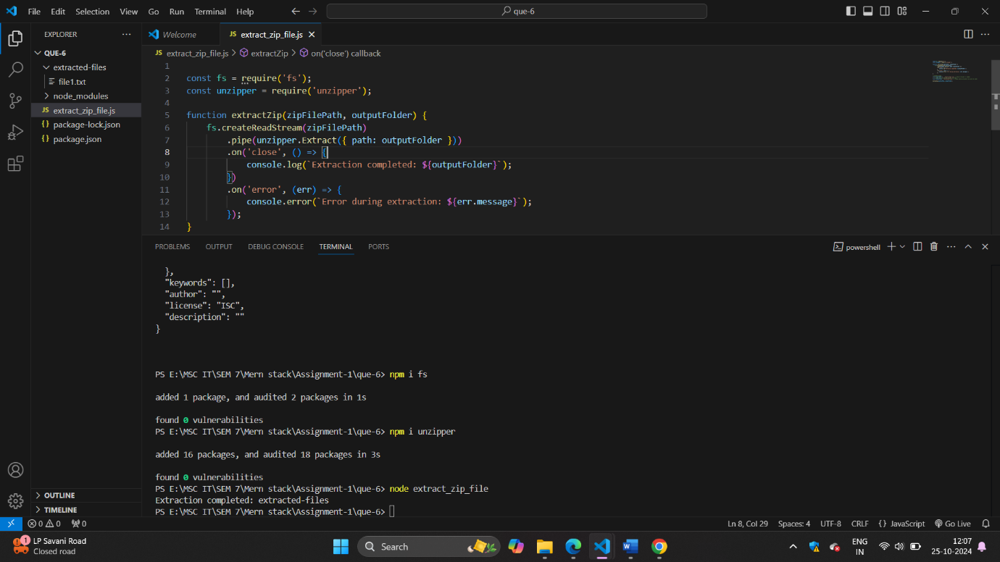 File Edit Selection View Go Run Terminal Help
que-6
EXPLORER
QUE-6
extracted-files
file1.txt
node_modules
JS extract_zip_file.js
{} package-lock.json
{} package.json
OUTLINE
TIMELINE
Welcome
JS extract_zip_file.js
JS extract_zip_file.js > extractZip > on('close') callback
1
2 const fs = require('fs');
3 const unzipper = require('unzipper');
4
5 function extractZip(zipFilePath, outputFolder) {
6 fs.createReadStream(zipFilePath)
7 .pipe(unzipper.Extract({ path: outputFolder }))
8 .on('close', () => {
9 console.log(`Extraction completed: ${outputFolder}`);
10 })
11 .on('error', (err) => {
12 console.error(`Error during extraction: ${err.message}`);
13 });
14 }
PROBLEMS OUTPUT DEBUG CONSOLE TERMINAL PORTS
powershell
},
"keywords": [],
"author": "",
"license": "ISC",
"description": ""
}
PS E:\MSC IT\SEM 7\Mern stack\Assignment-1\que-6> npm i fs
added 1 package, and audited 2 packages in 1s
found 0 vulnerabilities
PS E:\MSC IT\SEM 7\Mern stack\Assignment-1\que-6> npm i unzipper
added 16 packages, and audited 18 packages in 3s
found 0 vulnerabilities
PS E:\MSC IT\SEM 7\Mern stack\Assignment-1\que-6> node extract_zip_file
Extraction completed: extracted-files
PS E:\MSC IT\SEM 7\Mern stack\Assignment-1\que-6>
0 0 0
Ln 8, Col 29 Spaces: 4 UTF-8 CRLF {} JavaScript Go Live
1
LP Savani Road
Closed road
Search
ENG
IN
12:07
25-10-2024